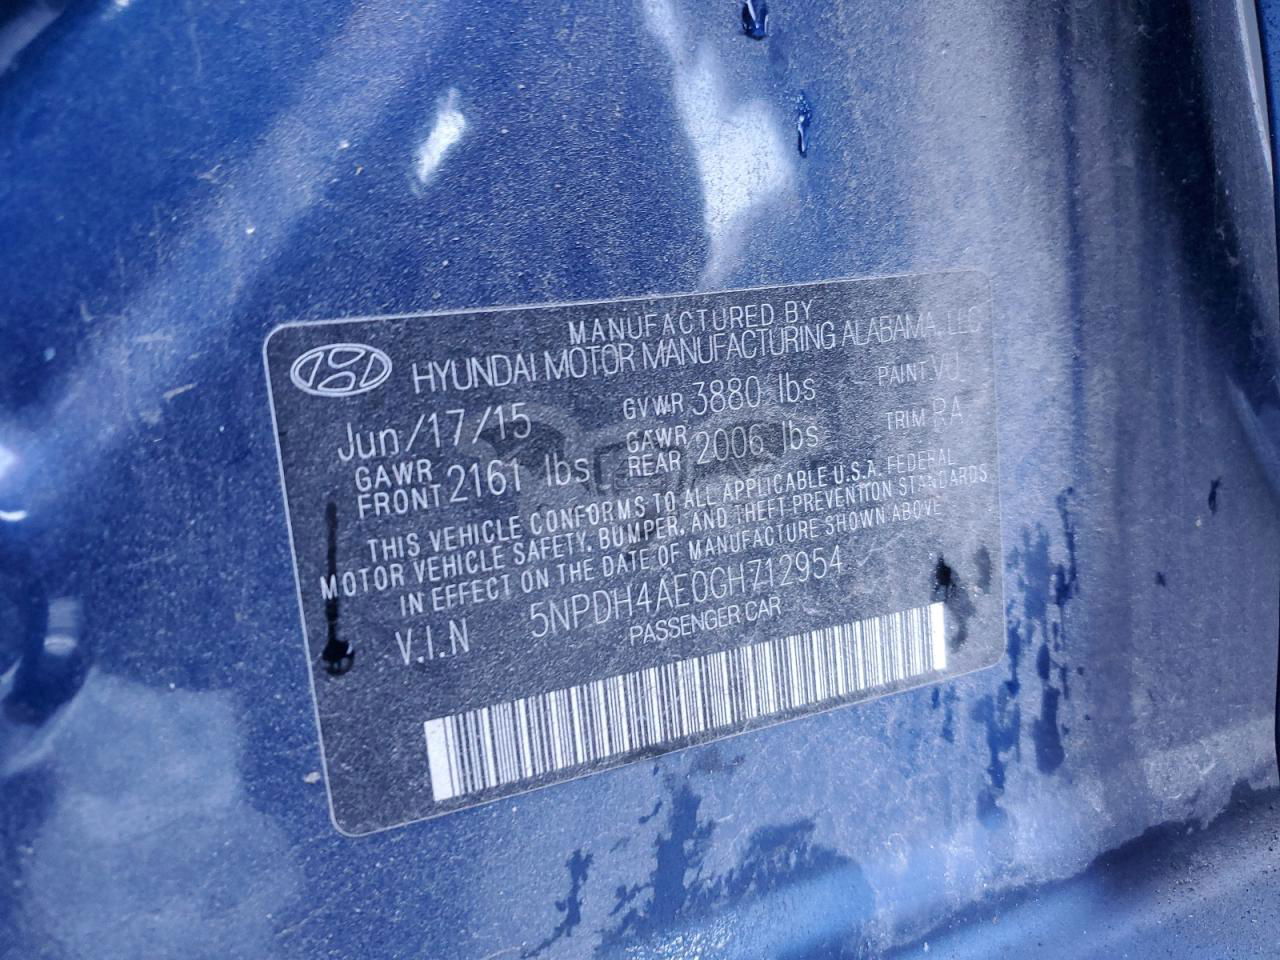 MANUFACTURED BY
HYUNDAI MOTOR MANUFACTURING ALABAMA, LLC
Jun/17/15 GVWR 3880 lbs PAINT VU
GAWR FRONT 2161 lbs GAWR REAR 2006 lbs TRIM RA
THIS VEHICLE CONFORMS TO ALL APPLICABLE U.S.A. FEDERAL
MOTOR VEHICLE SAFETY, BUMPER, AND THEFT PREVENTION STANDARDS
IN EFFECT ON THE DATE OF MANUFACTURE SHOWN ABOVE
V.I.N 5NPDH4AE0GH712954
PASSENGER CAR